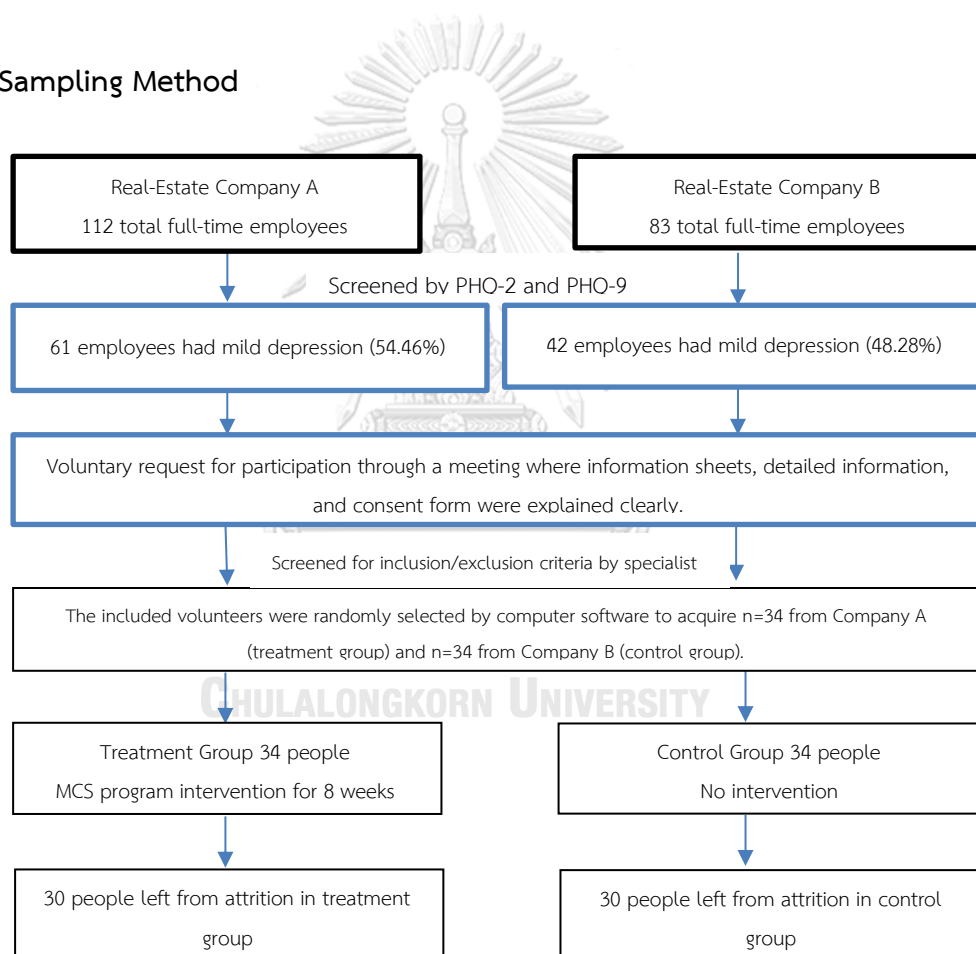 Sampling Method
Real-Estate Company A
112 total full-time employees
Real-Estate Company B
83 total full-time employees
Screened by PHQ-2 and PHQ-9
61 employees had mild depression (54.46%)
42 employees had mild depression (48.28%)
Voluntary request for participation through a meeting where information sheets, detailed information,
and consent form were explained clearly.
Screened for inclusion/exclusion criteria by specialist
The included volunteers were randomly selected by computer software to acquire n=34 from Company A
(treatment group) and n=34 from Company B (control group).
CHULALONGKORN UNIVERSITY
Treatment Group 34 people
MCS program intervention for 8 weeks
Control Group 34 people
No intervention
30 people left from attrition in treatment
group
30 people left from attrition in control
group